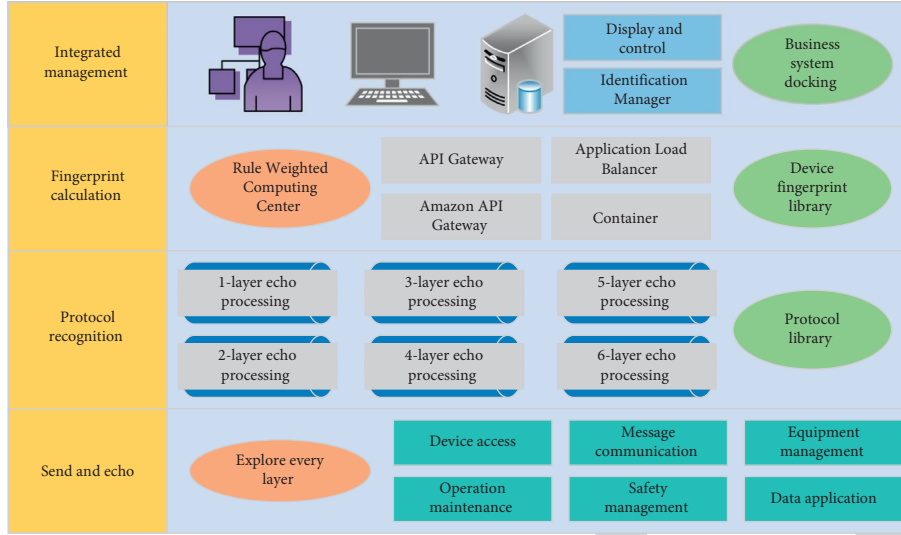 Integrated
management
Display and
control
Identification
Manager
Business
system
docking
Fingerprint
calculation
Rule Weighted
Computing
Center
API Gateway
Application Load
Balancer
Amazon API
Gateway
Container
Device
fingerprint
library
Protocol
recognition
1-layer echo
processing
3-layer echo
processing
5-layer echo
processing
2-layer echo
processing
4-layer echo
processing
6-layer echo
processing
Protocol
library
Send and echo
Explore every
layer
Device access
Message
communication
Equipment
management
Operation
maintenance
Safety
management
Data application